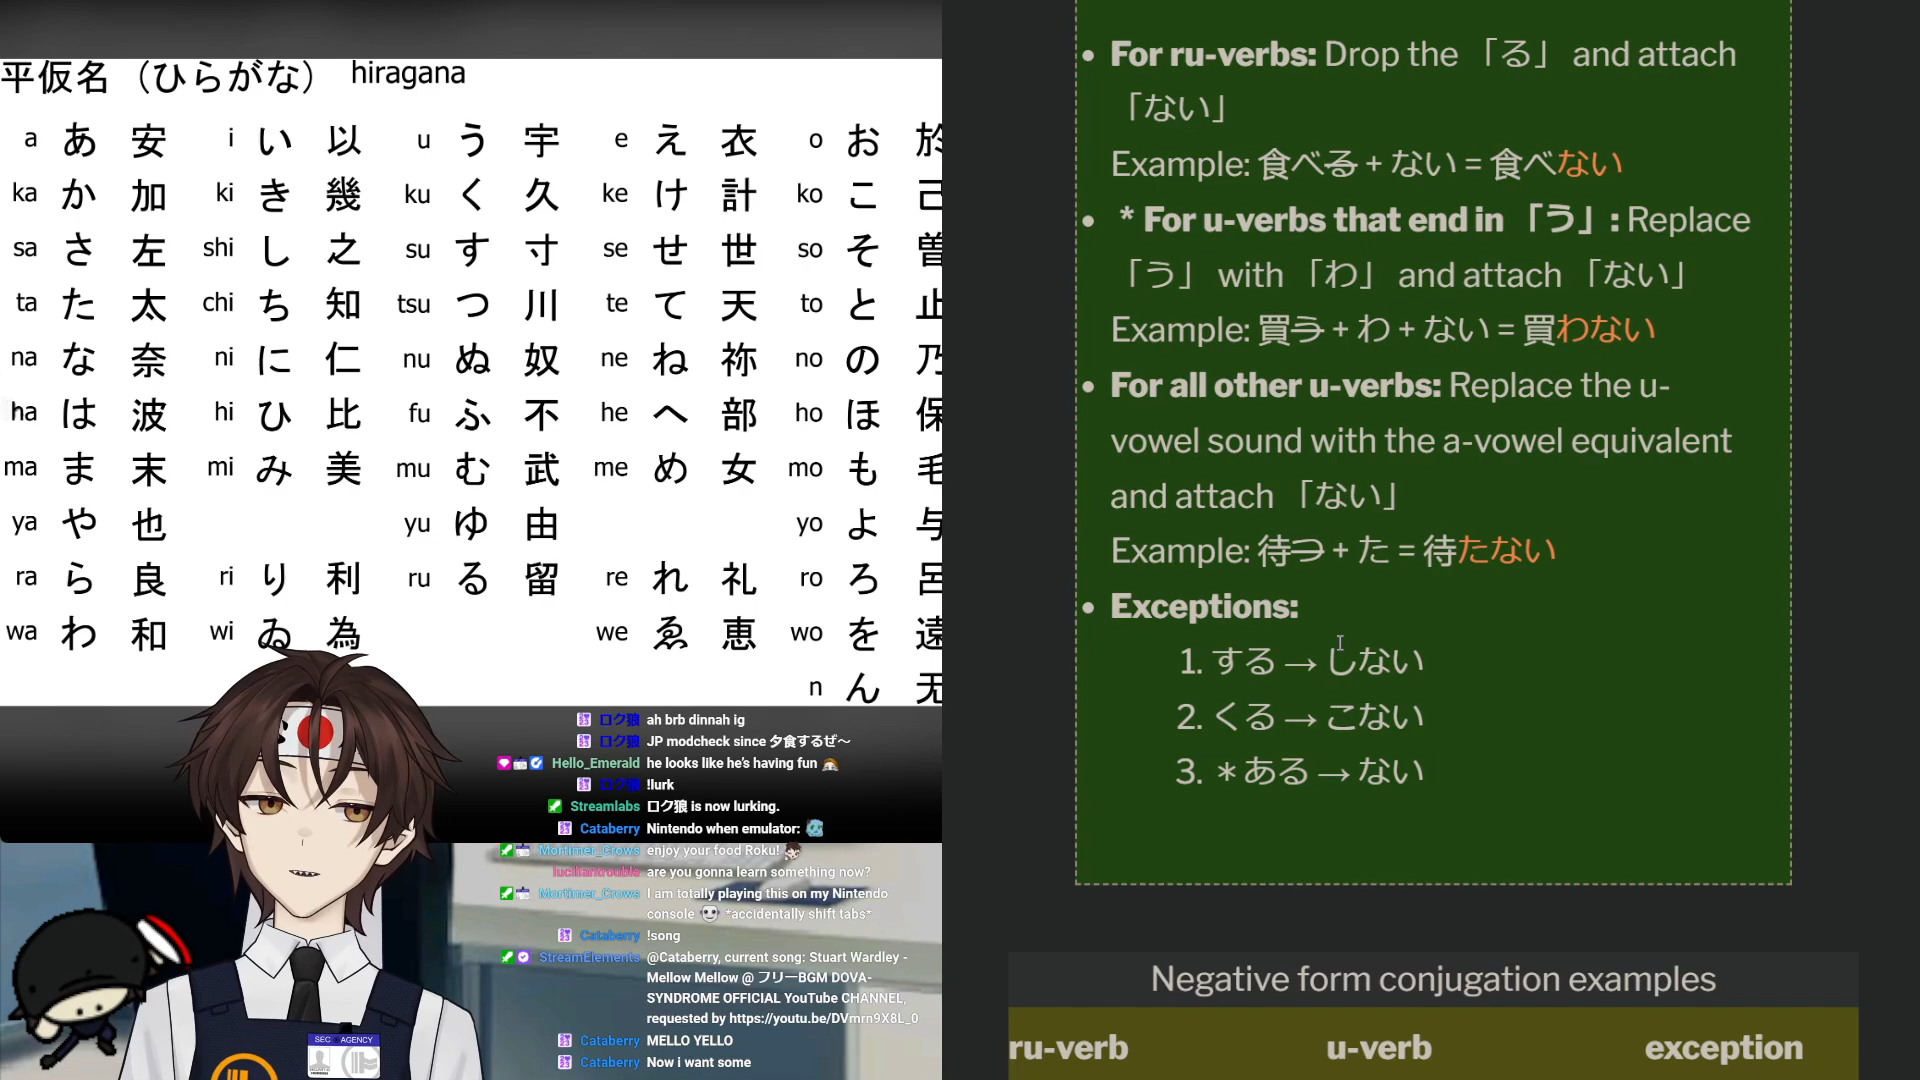 平仮名（ひらがな） hiragana
a あ 安 i い 以 u う 宇 e え 衣 o お 於
ka か 加 ki き 幾 ku く 久 ke け 計 ko こ 己
sa さ 左 shi し 之 su す 寸 se せ 世 so そ 曽
ta た 太 chi ち 知 tsu つ 川 te て 天 to と 止
na な 奈 ni に 仁 nu ぬ 奴 ne ね 祢 no の 乃
ha は 波 hi ひ 比 fu ふ 不 he へ 部 ho ほ 保
ma ま 末 mi み 美 mu む 武 me め 女 mo も 毛
ya や 也 yu ゆ 由 yo よ 与
ra ら 良 ri り 利 ru る 留 re れ 礼 ro ろ 呂
wa わ 和 wi ゐ 為 we ゑ 恵 wo を 遠
n ん 无
ロク狼 ah brb dinnah ig
ロク狼 JP modcheck since 夕食するぜ〜
Hello_Emerald he looks like he's having fun
ロク狼 !lurk
Streamlabs ロク狼 is now lurking.
Cataberry Nintendo when emulator:
Mortimer_Crows enjoy your food Roku!
are you gonna learn something now?
Mortimer_Crows I am totally playing this on my Nintendo
console *accidentally shift tabs*
Cataberry !song
StreamElements @Cataberry, current song: Stuart Wardley -
Mellow Mellow @ フリーBGM DOVA-
SYNDROME OFFICIAL YouTube CHANNEL,
requested by https://youtu.be/DVmrn9X8L_0
Cataberry MELLO YELLO
Cataberry Now i want some
SEC AGENCY
• For ru-verbs: Drop the 「る」 and attach
「ない」
Example: 食べる + ない = 食べない
• * For u-verbs that end in 「う」: Replace
「う」 with 「わ」 and attach 「ない」
Example: 買う + わ + ない = 買わない
• For all other u-verbs: Replace the u-
vowel sound with the a-vowel equivalent
and attach 「ない」
Example: 待つ + た = 待たない
• Exceptions:
1. する → しない
2. くる → こない
3. ＊ある → ない
Negative form conjugation examples
ru-verb u-verb exception